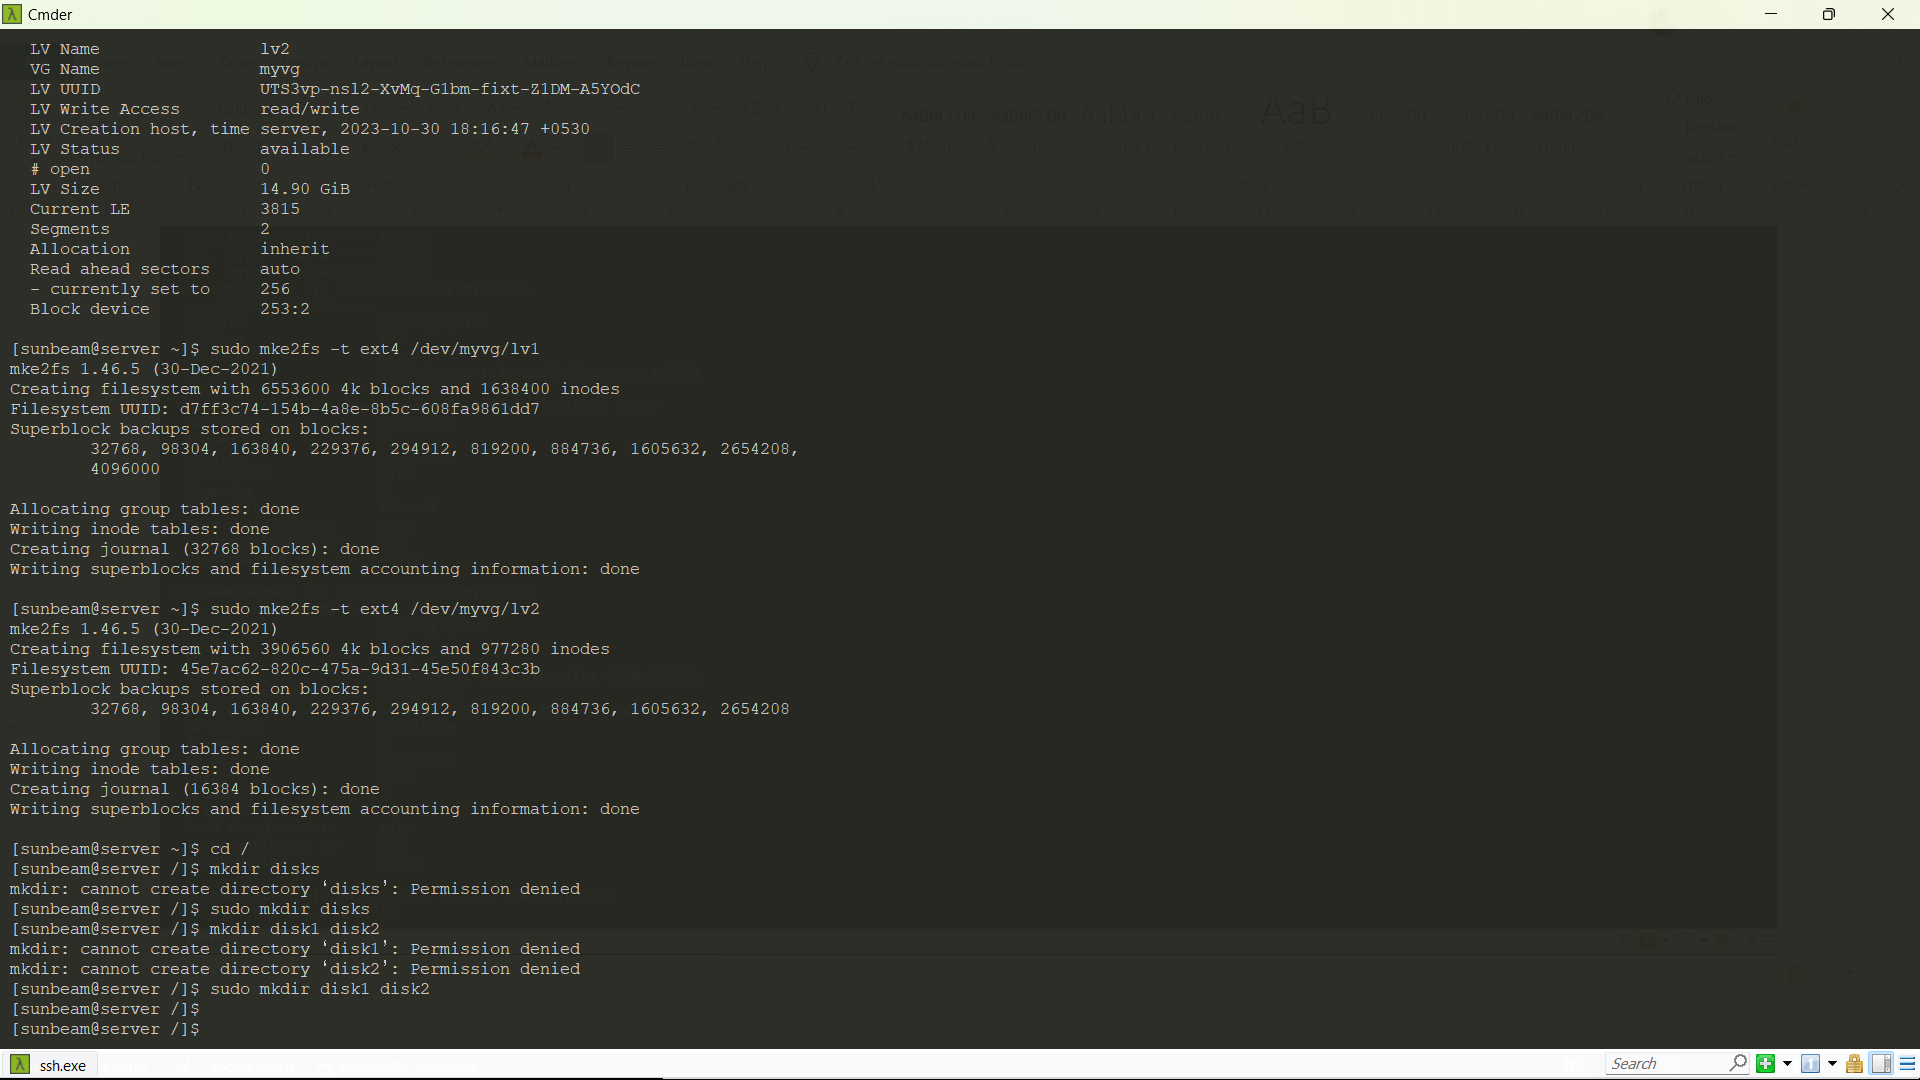 Cmder
LV Name lv2
VG Name myvg
LV UUID UTS3vp-nsl2-XvMq-G1bm-fixt-Z1DM-A5YOdC
LV Write Access read/write
LV Creation host, time server, 2023-10-30 18:16:47 +0530
LV Status available
# open 0
LV Size 14.90 GiB
Current LE 3815
Segments 2
Allocation inherit
Read ahead sectors auto
- currently set to 256
Block device 253:2
[sunbeam@server ~]$ sudo mke2fs -t ext4 /dev/myvg/lv1
mke2fs 1.46.5 (30-Dec-2021)
Creating filesystem with 6553600 4k blocks and 1638400 inodes
Filesystem UUID: d7ff3c74-154b-4a8e-8b5c-608fa9861dd7
Superblock backups stored on blocks:
32768, 98304, 163840, 229376, 294912, 819200, 884736, 1605632, 2654208,
4096000
Allocating group tables: done
Writing inode tables: done
Creating journal (32768 blocks): done
Writing superblocks and filesystem accounting information: done
[sunbeam@server ~]$ sudo mke2fs -t ext4 /dev/myvg/lv2
mke2fs 1.46.5 (30-Dec-2021)
Creating filesystem with 3906560 4k blocks and 977280 inodes
Filesystem UUID: 45e7ac62-820c-475a-9d31-45e50f843c3b
Superblock backups stored on blocks:
32768, 98304, 163840, 229376, 294912, 819200, 884736, 1605632, 2654208
Allocating group tables: done
Writing inode tables: done
Creating journal (16384 blocks): done
Writing superblocks and filesystem accounting information: done
[sunbeam@server ~]$ cd /
[sunbeam@server /]$ mkdir disks
mkdir: cannot create directory ‘disks’: Permission denied
[sunbeam@server /]$ sudo mkdir disks
[sunbeam@server /]$ mkdir disk1 disk2
mkdir: cannot create directory ‘disk1’: Permission denied
mkdir: cannot create directory ‘disk2’: Permission denied
[sunbeam@server /]$ sudo mkdir disk1 disk2
[sunbeam@server /]$
[sunbeam@server /]$
ssh.exe
Search